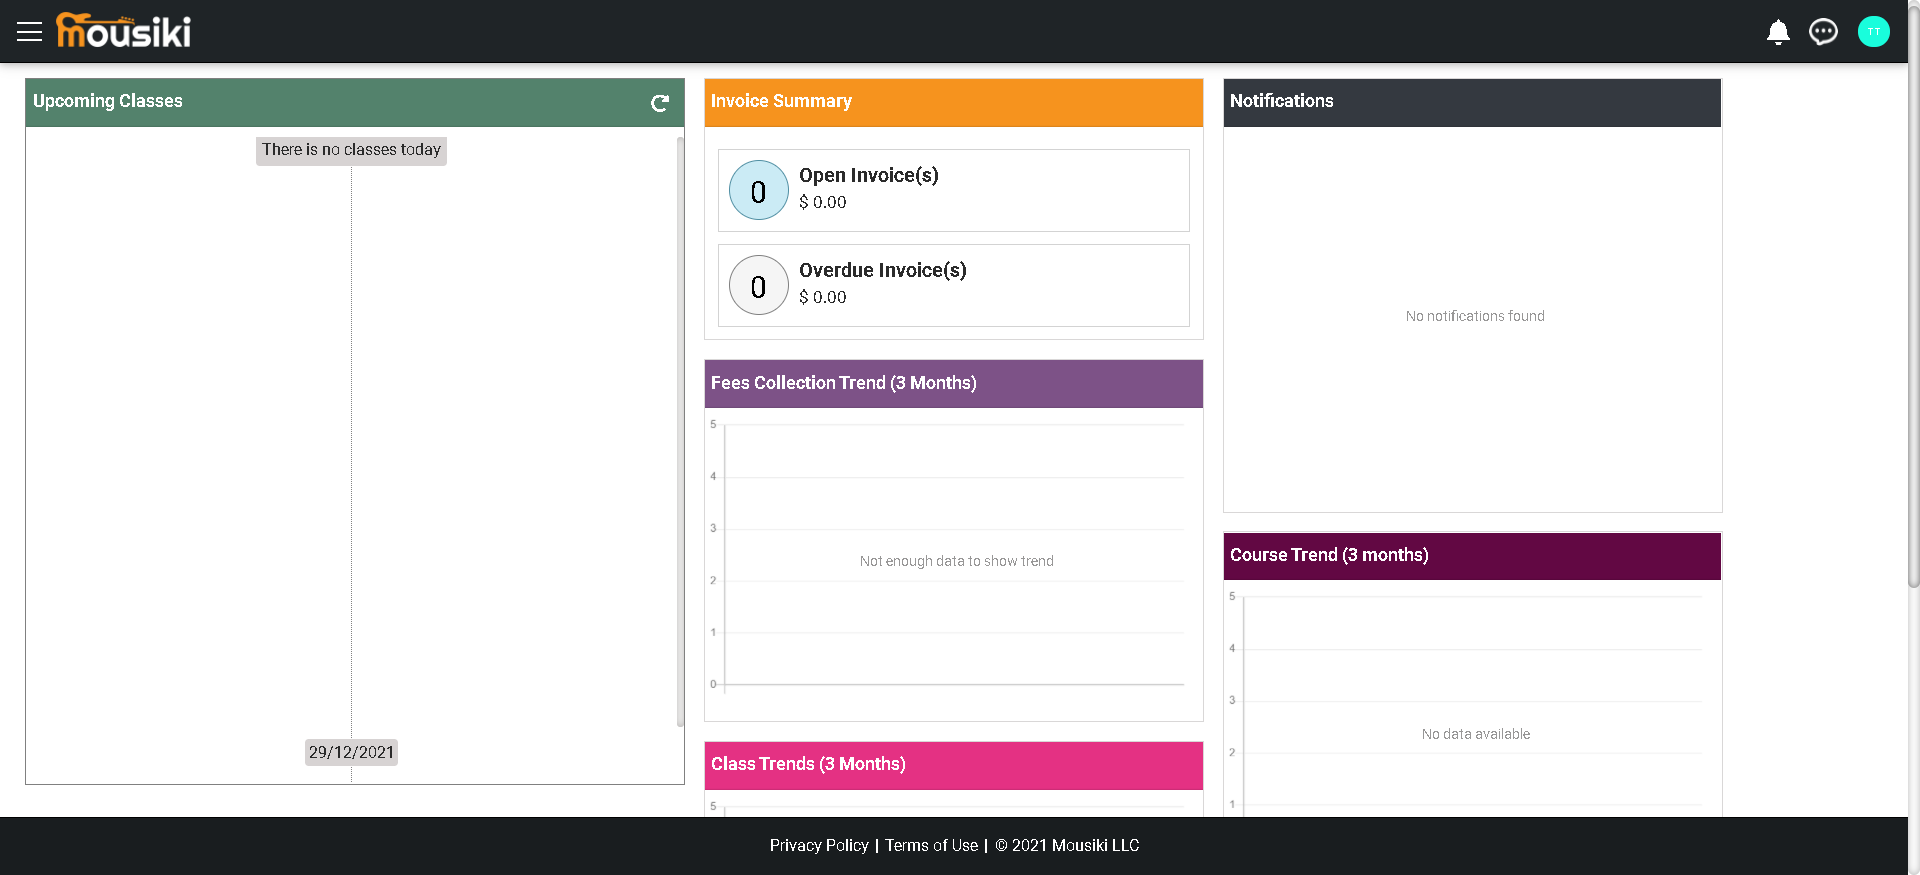 mousiki
TT
Upcoming Classes
There is no classes today
29/12/2021
Invoice Summary
0
Open Invoice(s)
$ 0.00
0
Overdue Invoice(s)
$ 0.00
Fees Collection Trend (3 Months)
5
4
3
Not enough data to show trend
2
1
0
Class Trends (3 Months)
5
Notifications
No notifications found
Course Trend (3 months)
5
4
3
No data available
2
1
Privacy Policy | Terms of Use | © 2021 Mousiki LLC